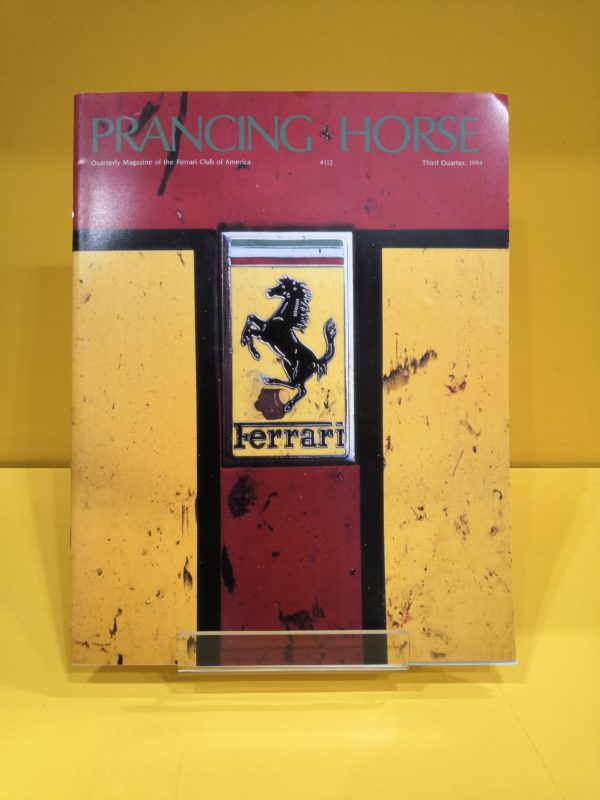 PRANCING HORSE
Quarterly Magazine of the Ferrari Club of America #112 Third Quarter, 1994
Ferrari